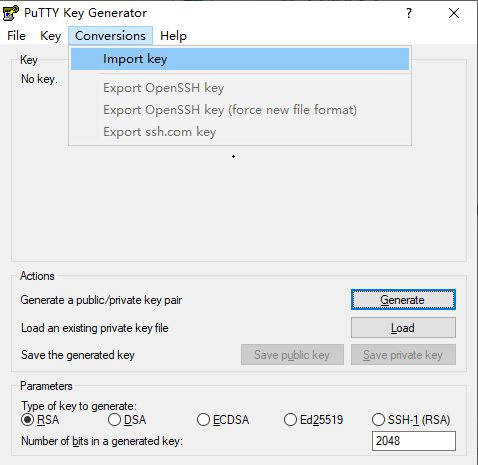 PuTTY Key Generator
File Key Conversions Help
Import key
Export OpenSSH key
Export OpenSSH key (force new file format)
Export ssh.com key
Key
No key.
Actions
Generate a public/private key pair
Generate
Load an existing private key file
Load
Save the generated key
Save public key
Save private key
Parameters
Type of key to generate:
RSA DSA ECDSA Ed25519 SSH-1 (RSA)
Number of bits in a generated key:
2048